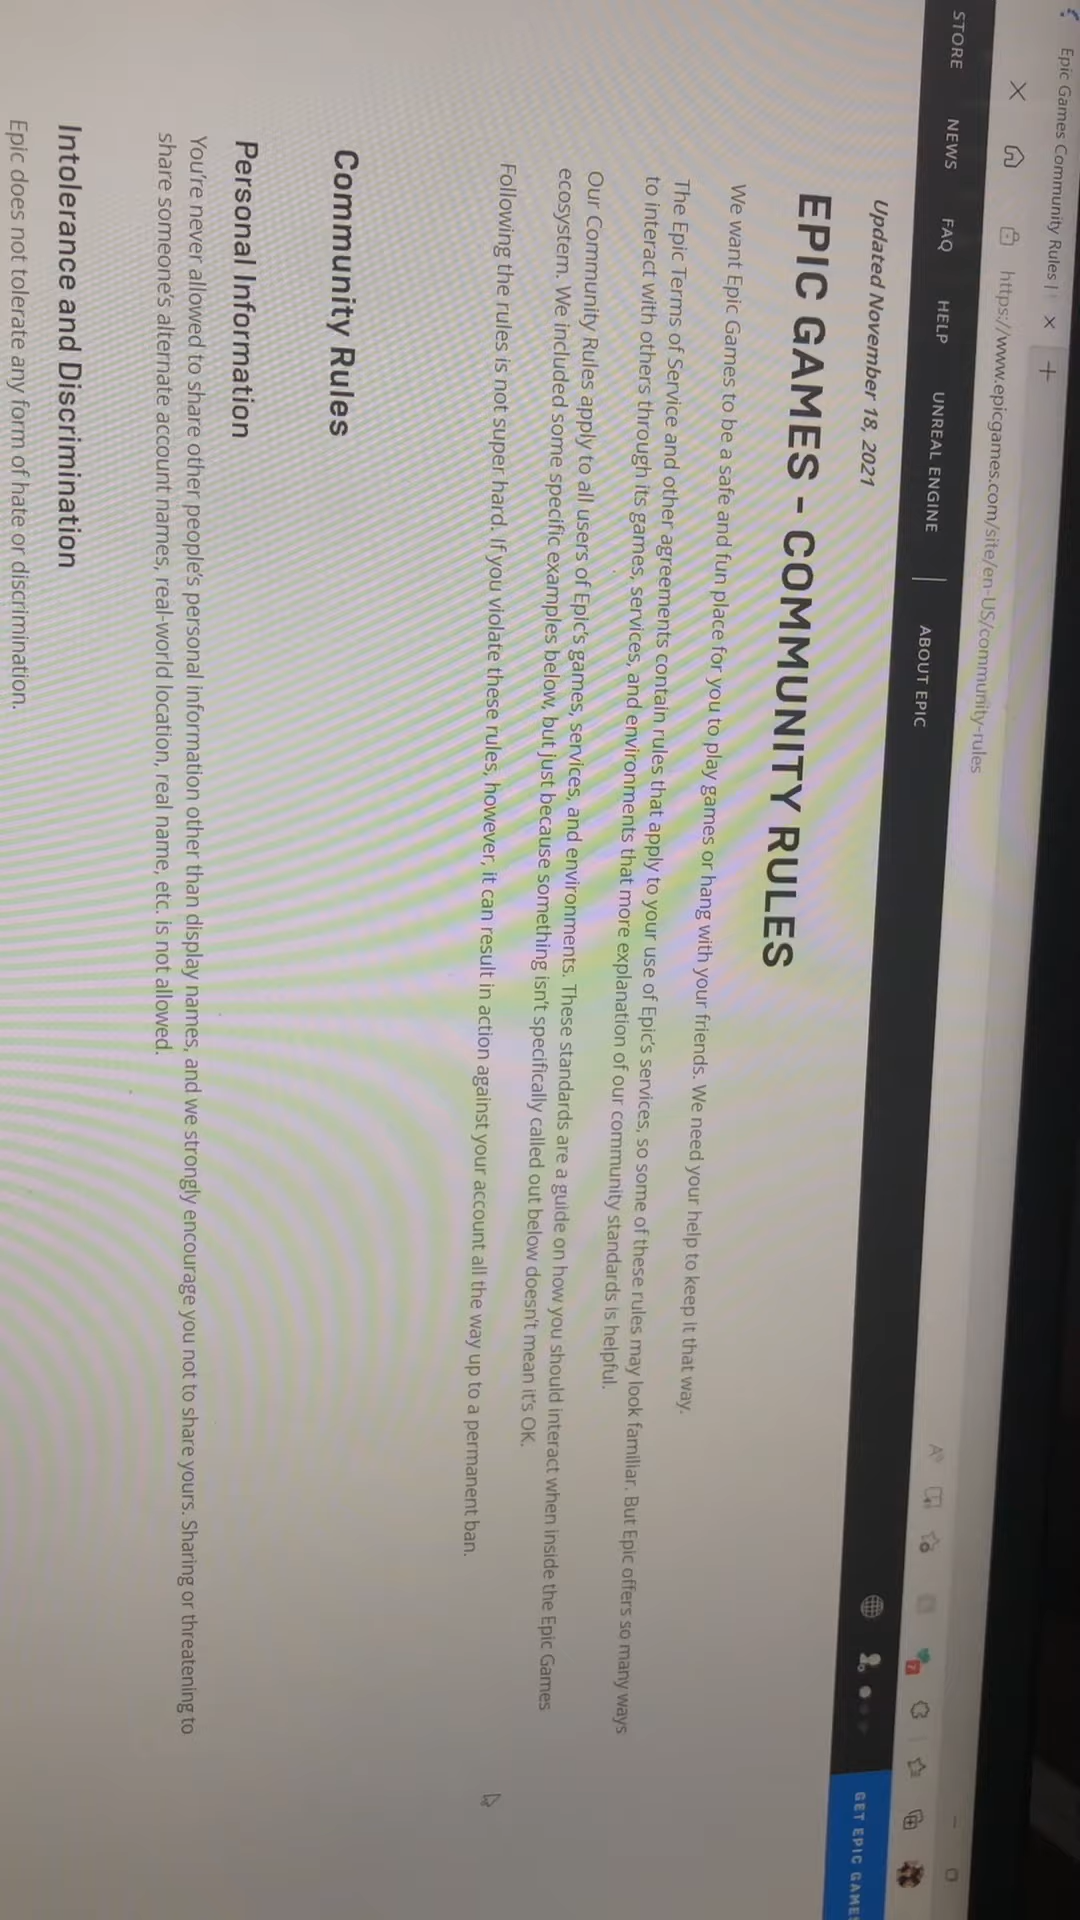 Epic Games Community Rules |
https://www.epicgames.com/site/en-US/community-rules
STORE NEWS FAQ HELP UNREAL ENGINE | ABOUT EPIC
GET EPIC GAMES
Updated November 18, 2021
EPIC GAMES - COMMUNITY RULES
We want Epic Games to be a safe and fun place for you to play games or hang with your friends. We need your help to keep it that way.
The Epic Terms of Service and other agreements contain rules that apply to your use of Epic's services, so some of these rules may look familiar. But Epic offers so many ways
to interact with others through its games, services, and environments that more explanation of our community standards is helpful.
Our Community Rules apply to all users of Epic's games, services, and environments. These standards are a guide on how you should interact when inside the Epic Games
ecosystem. We included some specific examples below, but just because something isn't specifically called out below doesn't mean it's OK.
Following the rules is not super hard. If you violate these rules, however, it can result in action against your account all the way up to a permanent ban.
Community Rules
Personal Information
You're never allowed to share other people's personal information other than display names, and we strongly encourage you not to share yours. Sharing or threatening to
share someone's alternate account names, real-world location, real name, etc. is not allowed.
Intolerance and Discrimination
Epic does not tolerate any form of hate or discrimination.